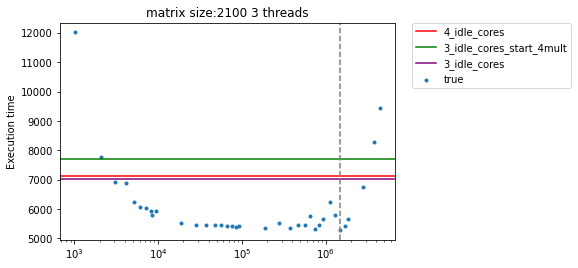 matrix size:2100 3 threads
4_idle_cores
3_idle_cores_start_4mult
3_idle_cores
true
Execution time
12000
11000
10000
9000
8000
7000
6000
5000
10³
10⁴
10⁵
10⁶